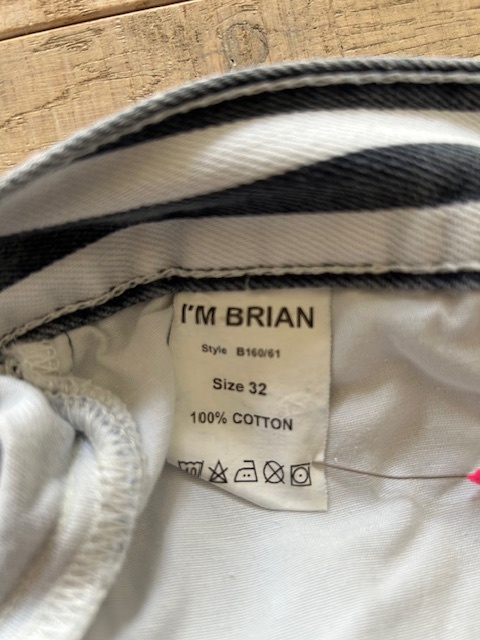 I'M BRIAN
Style B160/61
Size 32
100% COTTON